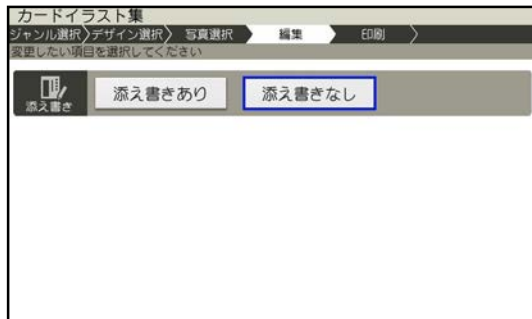 カードイラスト集
ジャンル選択〉デザイン選択〉 写真選択 編集 印刷 〉
変更したい項目を選択してください
添え書き 添え書きあり 添え書きなし